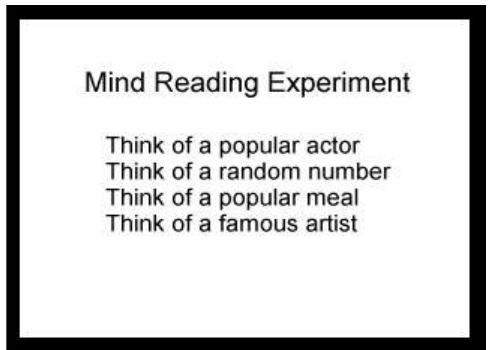 Mind Reading Experiment
Think of a popular actor
Think of a random number
Think of a popular meal
Think of a famous artist